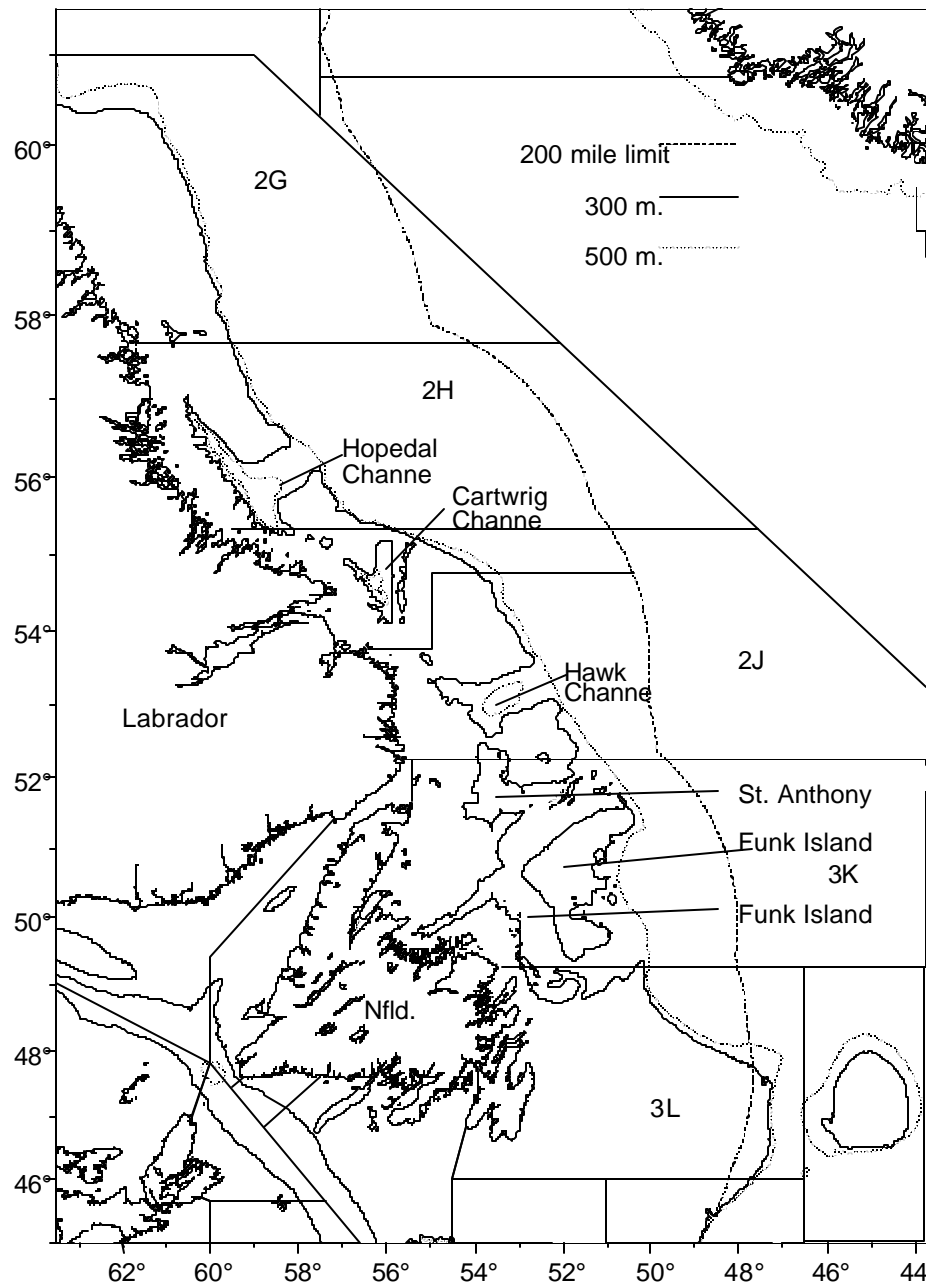 60°
58°
56°
54°
52°
50°
48°
46°
2G
200 mile limit
300 m.
500 m.
2H
Hopedal
Channe
Cartwrig
Channe
2J
Hawk
Channe
Labrador
St. Anthony
Eunk Island
3K
Funk Island
Nfld.
3L
62° 60° 58° 56° 54° 52° 50° 48° 46° 44